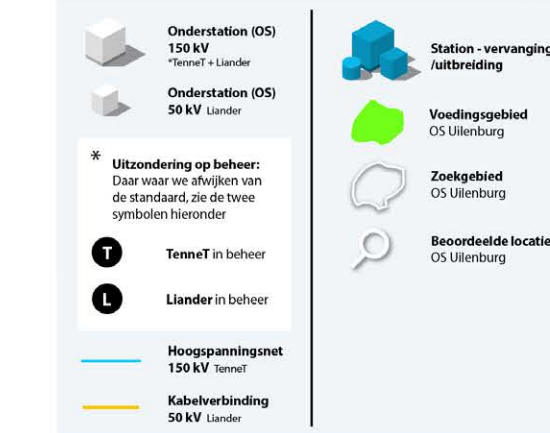 Onderstation (OS)
150 kV
*TenneT + Liander
Onderstation (OS)
50 kV Liander
*
Uitzondering op beheer:
Daar waar we afwijken van
de standaard, zie de twee
symbolen hieronder
T TenneT in beheer
L Liander in beheer
Hoogspanningsnet
150 kV TenneT
Kabelverbinding
50 kV Liander
Station - vervanging
/uitbreiding
Voedingsgebied
OS Uilenburg
Zoekgebied
OS Uilenburg
Beoordeelde locatie
OS Uilenburg